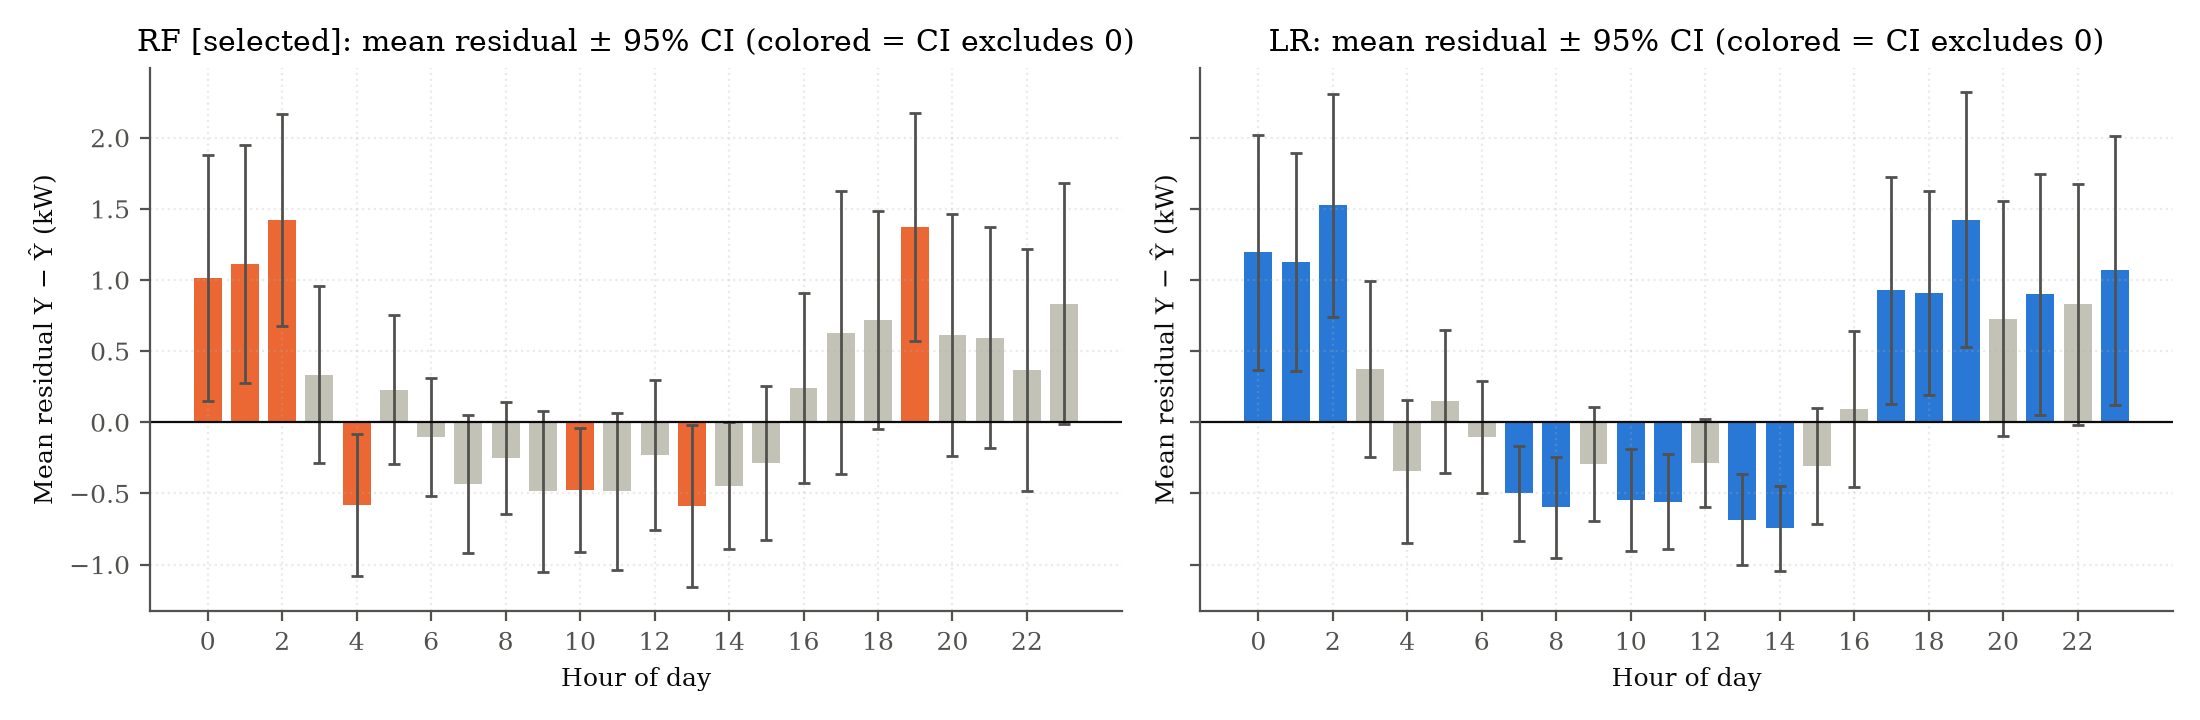 RF [selected]: mean residual ± 95% CI (colored = CI excludes 0)
Mean residual Y − Ŷ (kW)
2.0
1.5
1.0
0.5
0.0
−0.5
−1.0
0 2 4 6 8 10 12 14 16 18 20 22
Hour of day
LR: mean residual ± 95% CI (colored = CI excludes 0)
Mean residual Y − Ŷ (kW)
0 2 4 6 8 10 12 14 16 18 20 22
Hour of day